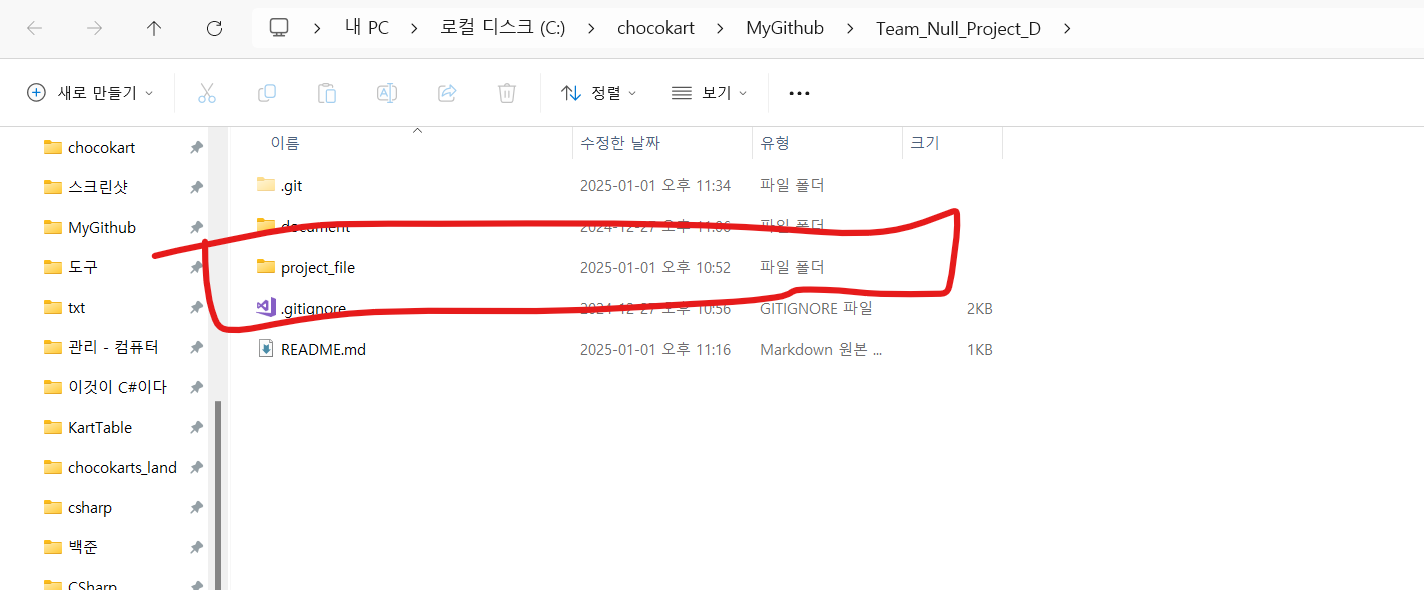 내 PC > 로컬 디스크 (C:) > chocokart > MyGithub > Team_Null_Project_D >
새로 만들기 정렬 보기 •••
이름 수정한 날짜 유형 크기
chocokart
스크린샷
MyGithub
도구
txt
관리 - 컴퓨터
이것이 C#이다
KartTable
chocokarts_land
csharp
백준
CSharp
.git 2025-01-01 오후 11:34 파일 폴더
document 2024-12-27 오후 11:06 파일 폴더
project_file 2025-01-01 오후 10:52 파일 폴더
.gitignore 2024-12-27 오후 10:56 GITIGNORE 파일 2KB
README.md 2025-01-01 오후 11:16 Markdown 원본 ... 1KB